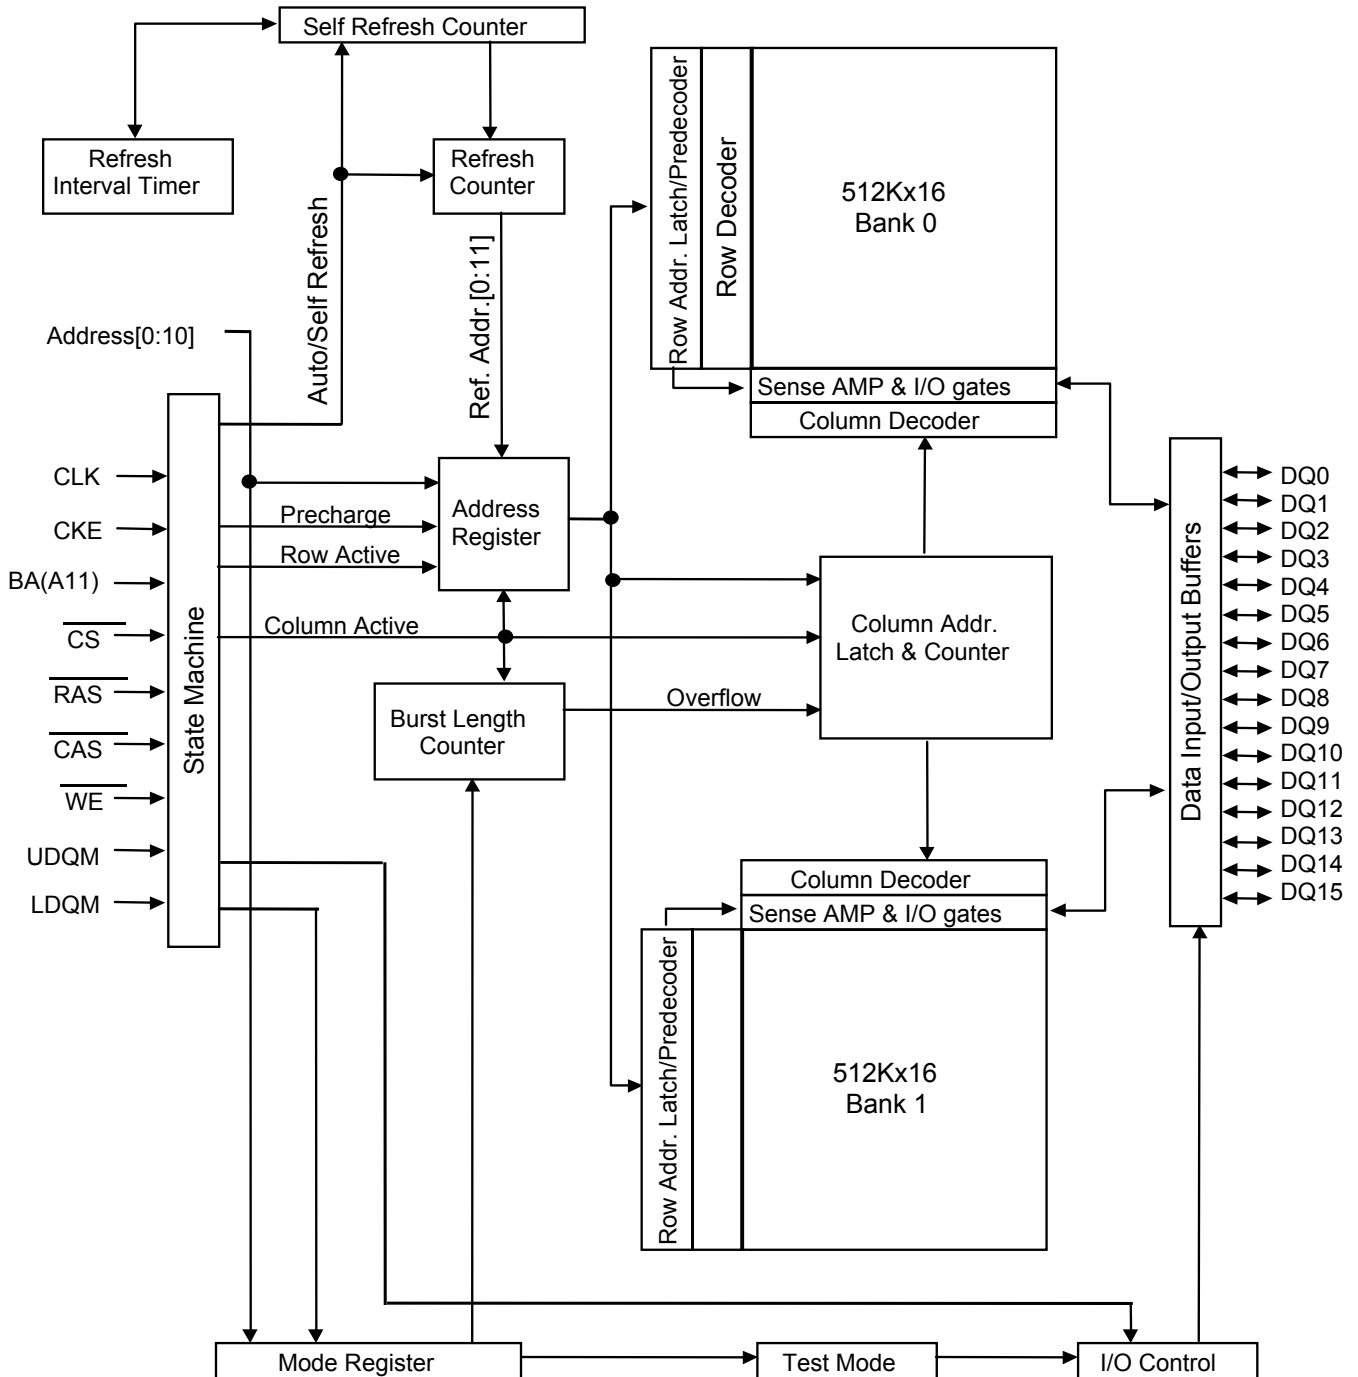 Self Refresh Counter
Refresh
Interval Timer
Refresh
Counter
Auto/Self Refresh
Ref. Addr.[0:11]
Row Addr. Latch/Predecoder
Row Decoder
512Kx16
Bank 0
Sense AMP & I/O gates
Column Decoder
Address[0:10]
CLK
CKE
BA(A11)
CS
RAS
CAS
WE
UDQM
LDQM
State Machine
Precharge
Row Active
Column Active
Address
Register
Burst Length
Counter
Overflow
Column Addr.
Latch & Counter
Data Input/Output Buffers
DQ0
DQ1
DQ2
DQ3
DQ4
DQ5
DQ6
DQ7
DQ8
DQ9
DQ10
DQ11
DQ12
DQ13
DQ14
DQ15
Column Decoder
Sense AMP & I/O gates
Row Addr. Latch/Predecoder
512Kx16
Bank 1
Mode Register
Test Mode
I/O Control